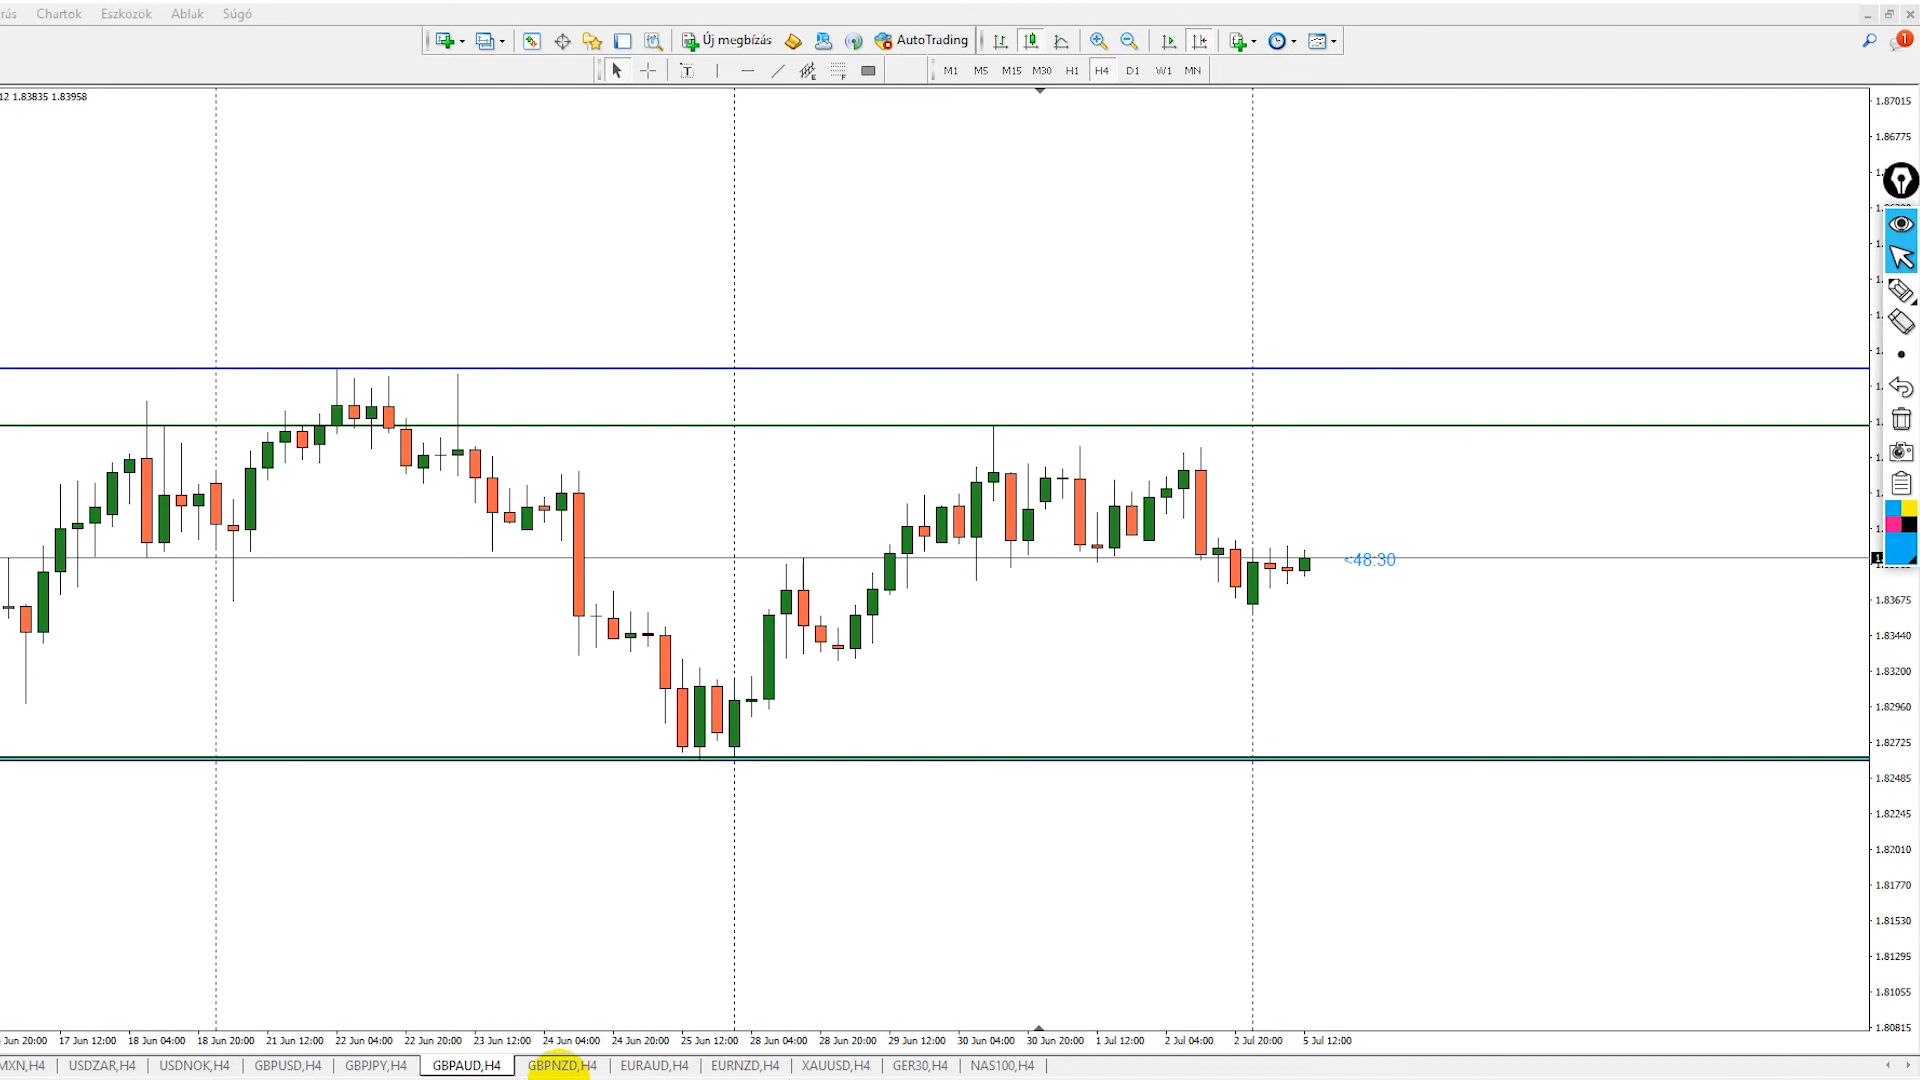 rás Chartok Eszközök Ablak Súgó
Új megbízás AutoTrading 1
M1 M5 M15 M30 H1 H4 D1 W1 MN
12 1.83835 1.83958
1.87015
1.86775
<48:30
1.83675
1.83440
1.83200
1.82960
1.82725
1.82485
1.82245
1.82010
1.81770
1.81530
1.81295
1.81055
1.80815
Jun 20:00 17 Jun 12:00 18 Jun 04:00 18 Jun 20:00 21 Jun 12:00 22 Jun 04:00 22 Jun 20:00 23 Jun 12:00 24 Jun 04:00 24 Jun 20:00 25 Jun 12:00 28 Jun 04:00 28 Jun 20:00 29 Jun 12:00 30 Jun 04:00 30 Jun 20:00 1 Jul 12:00 2 Jul 04:00 2 Jul 20:00 5 Jul 12:00
MXN,H4 USDZAR,H4 USDNOK,H4 GBPUSD,H4 GBPJPY,H4 GBPAUD,H4 GBPNZD,H4 EURAUD,H4 EURNZD,H4 XAUUSD,H4 GER30,H4 NAS100,H4